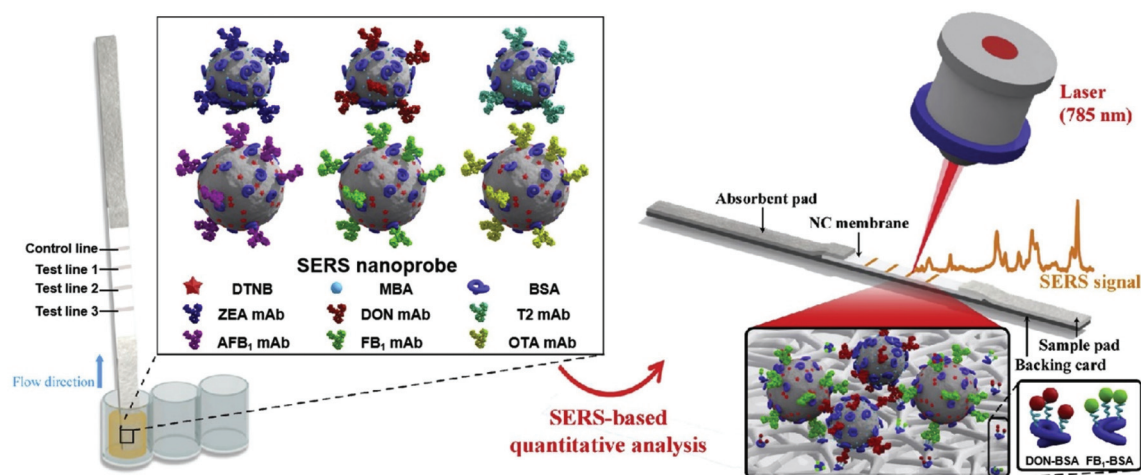 Control line
Test line 1
Test line 2
Test line 3
Flow direction
SERS nanoprobe
DTNB
MBA
BSA
ZEA mAb
DON mAb
T2 mAb
AFB₁ mAb
FB₁ mAb
OTA mAb
SERS-based
quantitative analysis
Laser
(785 nm)
Absorbent pad
NC membrane
SERS signal
Sample pad
Backing card
DON-BSA
FB₁-BSA